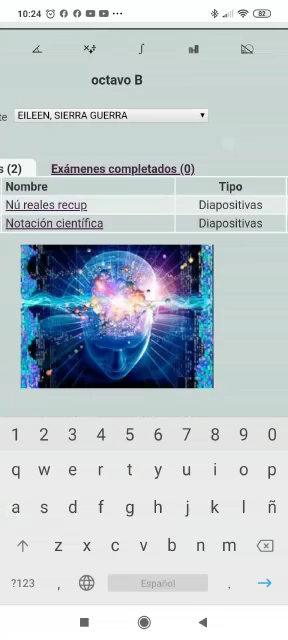 10:24
82
octavo B
te EILEEN, SIERRA GUERRA
s (2) Exámenes completados (0)
Nombre Tipo
Nú reales recup Diapositivas
Notación científica Diapositivas
1 2 3 4 5 6 7 8 9 0
q w e r t y u i o p
a s d f g h j k l ñ
z x c v b n m
?123 , Español .